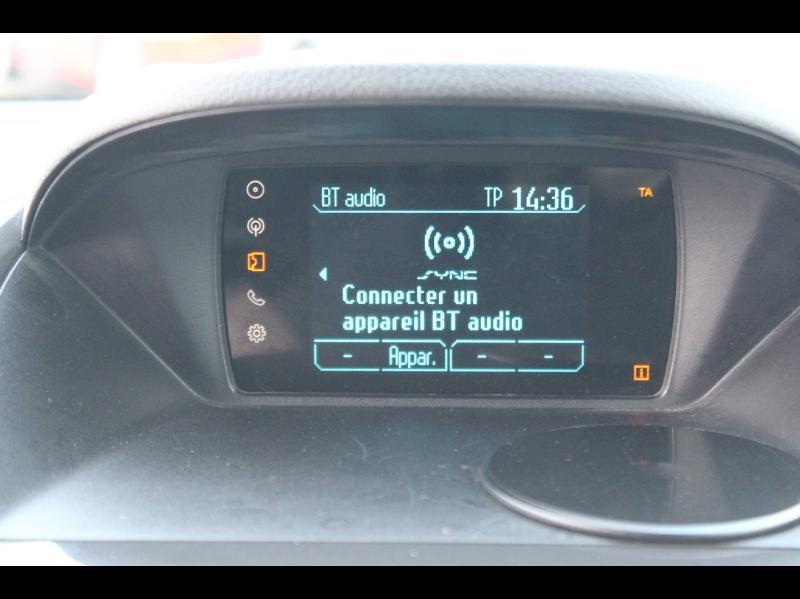 BT audio TP 14:36 TA
SYNC
Connecter un
appareil BT audio
- Appar. - -
i